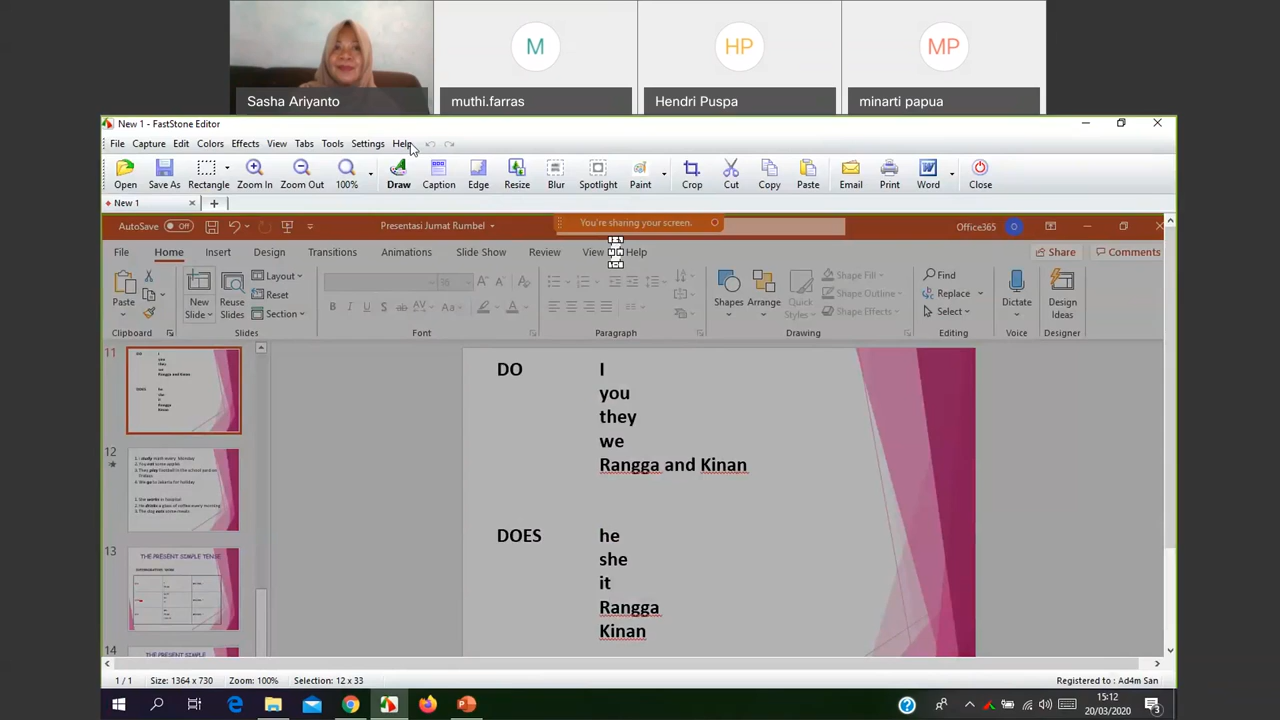 M
HP
MP
Sasha Ariyanto
muthi.farras
Hendri Puspa
minarti papua
New 1 - FastStone Editor
File Capture Edit Colors Effects View Tabs Tools Settings Help
Open Save As Rectangle Zoom In Zoom Out 100% Draw Caption Edge Resize Blur Spotlight Paint Crop Cut Copy Paste Email Print Word Close
New 1
AutoSave Off Presentasi Jumat Rumbel You're sharing your screen. Office365 O
File Home Insert Design Transitions Animations Slide Show Review View Help Share Comments
Paste New Slide Reuse Slides Layout Reset Section 36 Shapes Arrange Quick Styles Shape Fill Shape Outline Shape Effects Find Replace Select Dictate Design Ideas
Clipboard Slides Font Paragraph Drawing Editing Voice Designer
11
12
13
THE PRESENT SIMPLE TENSE
14
THE PRESENT SIMPLE
DO I
you
they
we
Rangga and Kinan
DOES he
she
it
Rangga
Kinan
1 / 1 Size: 1364 x 730 Zoom: 100% Selection: 12 x 33 Registered to : Ad4m San
15:12
20/03/2020
3